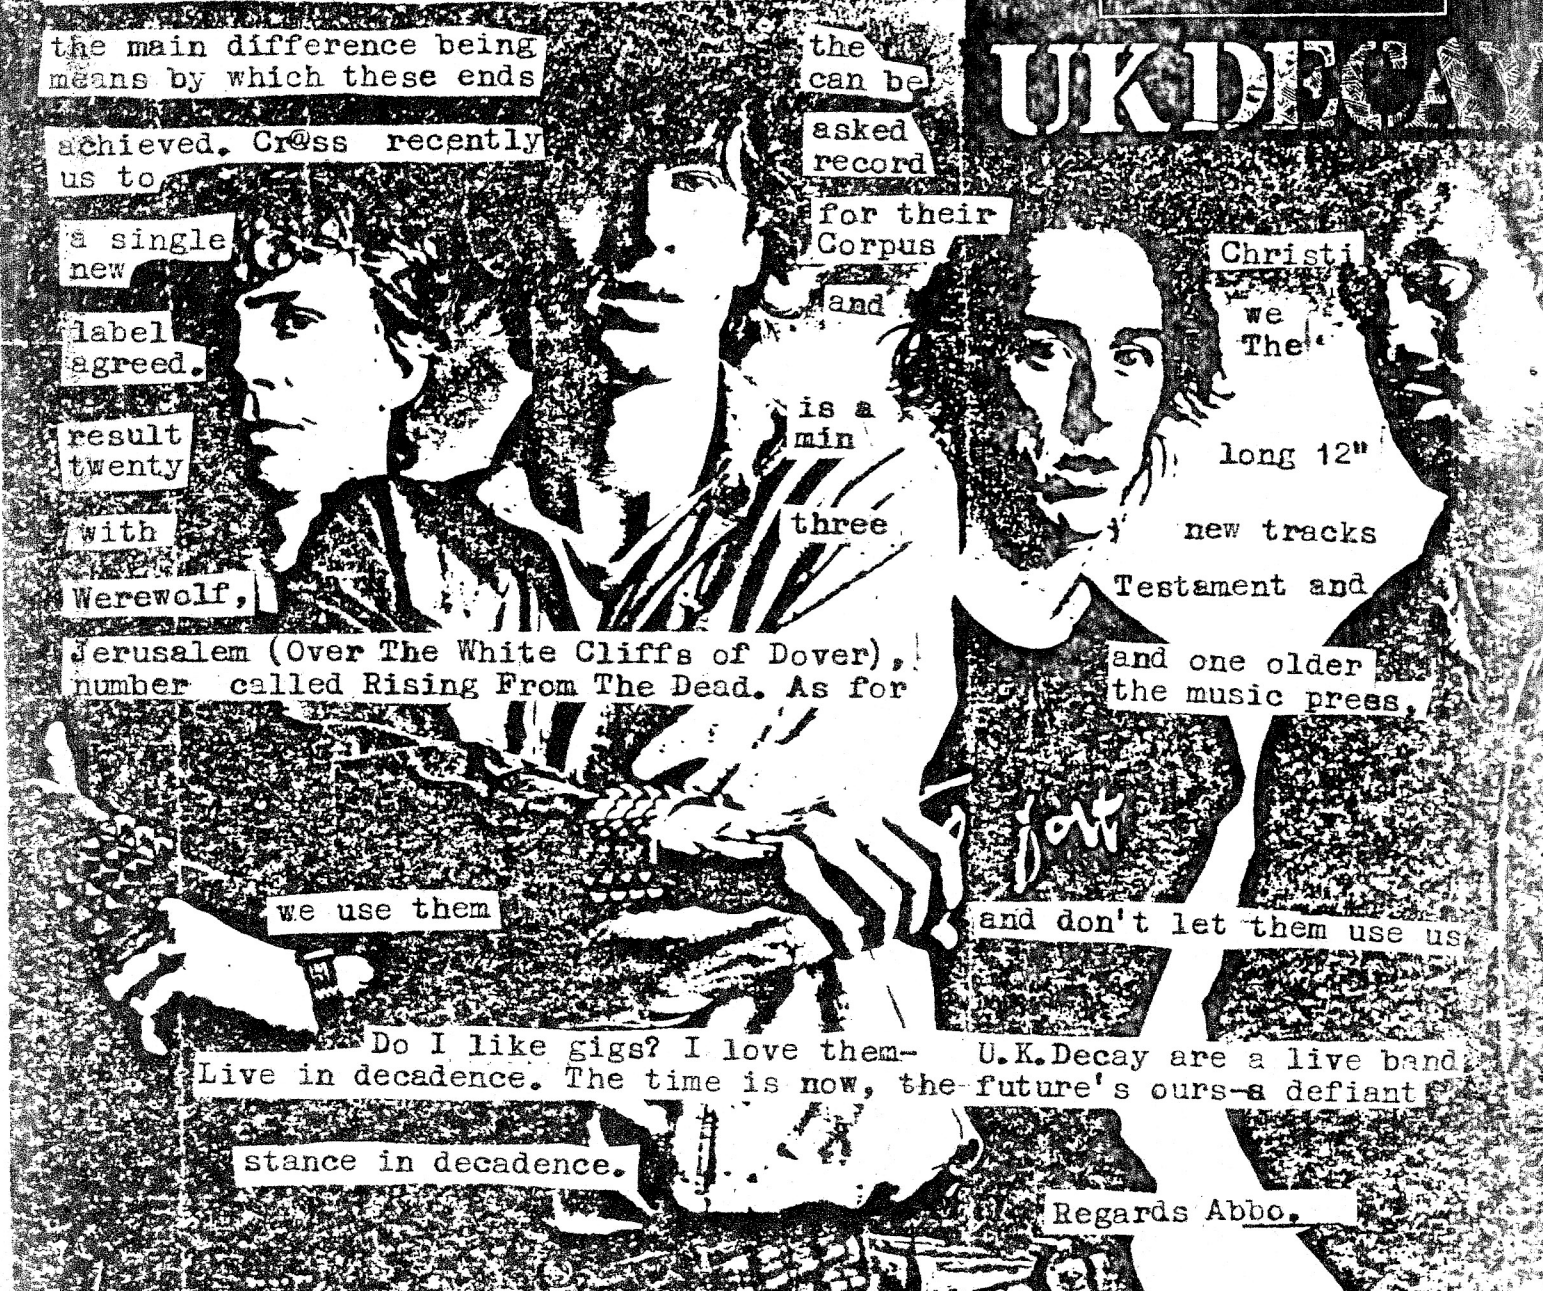 UK DECAY
the main difference being the
means by which these ends can be
achieved. Cr@ss recently asked
us to record
a single for their
new Corpus Christi
label and we
agreed. The
result is a
twenty min long 12"
with three new tracks
Werewolf, Testament and
Jerusalem (Over The White Cliffs of Dover), and one older
number called Rising From The Dead. As for the music press,
we use them and don't let them use us
Do I like gigs? I love them- U.K.Decay are a live band
Live in decadence. The time is now, the future's ours-a defiant
stance in decadence.
Regards Abbo.